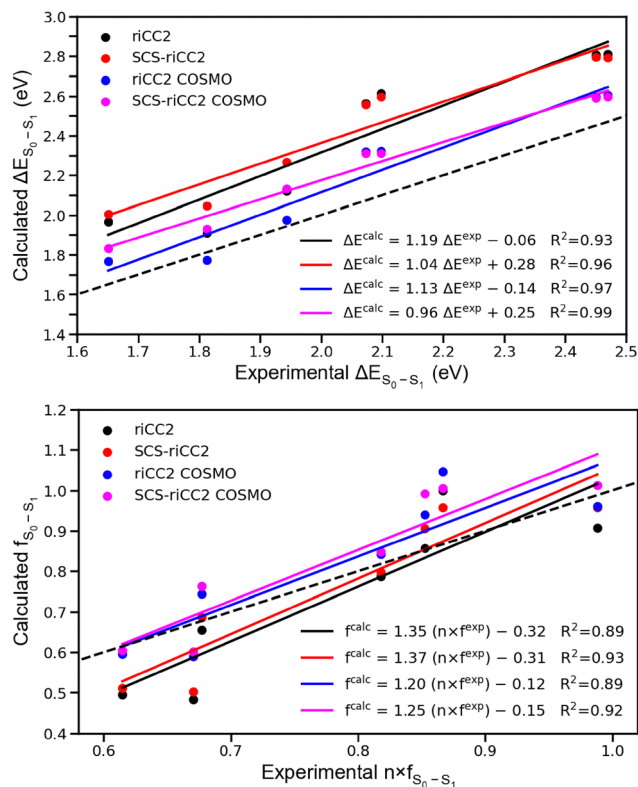 3.0
2.8
2.6
2.4
2.2
2.0
1.8
1.6
1.4
Calculated ΔE_{S₀−S₁} (eV)
riCC2
SCS-riCC2
riCC2 COSMO
SCS-riCC2 COSMO
ΔE^{calc} = 1.19 ΔE^{exp} − 0.06 R²=0.93
ΔE^{calc} = 1.04 ΔE^{exp} + 0.28 R²=0.96
ΔE^{calc} = 1.13 ΔE^{exp} − 0.14 R²=0.97
ΔE^{calc} = 0.96 ΔE^{exp} + 0.25 R²=0.99
1.6 1.7 1.8 1.9 2.0 2.1 2.2 2.3 2.4 2.5
Experimental ΔE_{S₀−S₁} (eV)
1.2
1.1
1.0
0.9
0.8
0.7
0.6
0.5
0.4
Calculated f_{S₀−S₁}
riCC2
SCS-riCC2
riCC2 COSMO
SCS-riCC2 COSMO
f^{calc} = 1.35 (n×f^{exp}) − 0.32 R²=0.89
f^{calc} = 1.37 (n×f^{exp}) − 0.31 R²=0.93
f^{calc} = 1.20 (n×f^{exp}) − 0.12 R²=0.89
f^{calc} = 1.25 (n×f^{exp}) − 0.15 R²=0.92
0.6 0.7 0.8 0.9 1.0
Experimental n×f_{S₀−S₁}